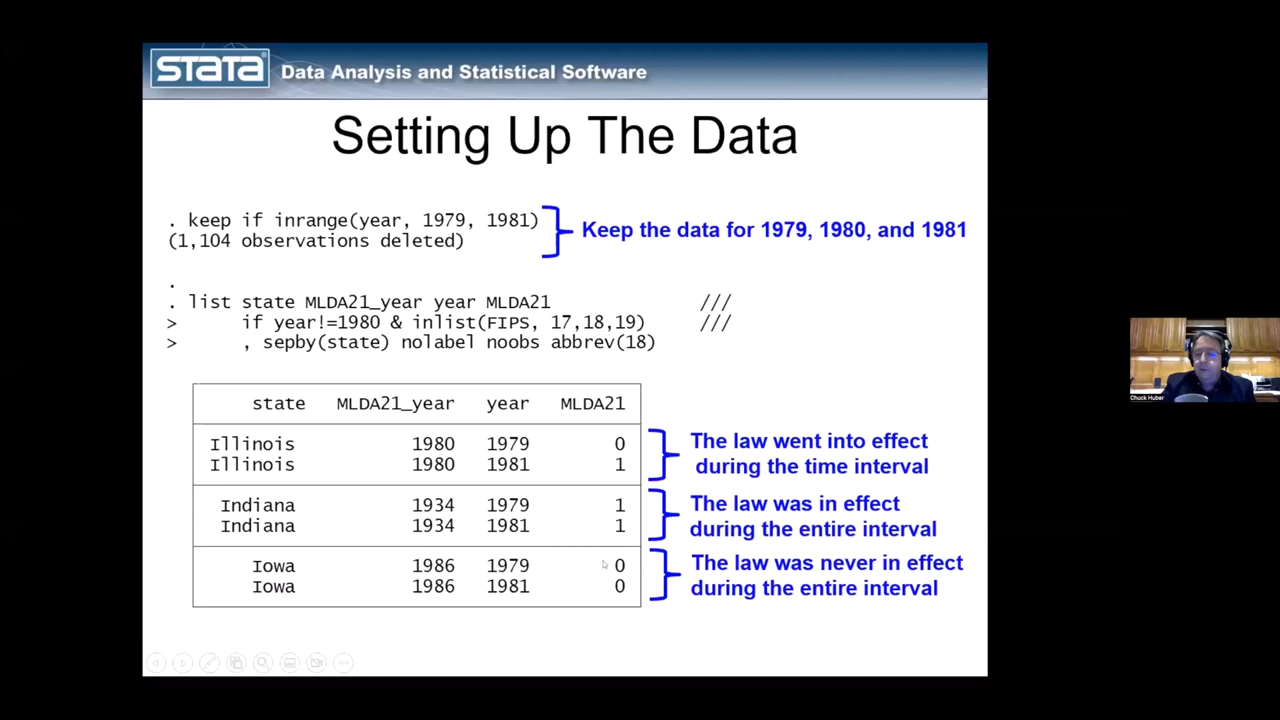 STATA® Data Analysis and Statistical Software
Setting Up The Data
. keep if inrange(year, 1979, 1981)
(1,104 observations deleted)
Keep the data for 1979, 1980, and 1981
.
. list state MLDA21_year year MLDA21 ///
> if year!=1980 & inlist(FIPS, 17,18,19) ///
> , sepby(state) nolabel noobs abbrev(18)
state MLDA21_year year MLDA21
Illinois 1980 1979 0
Illinois 1980 1981 1
The law went into effect
during the time interval
Indiana 1934 1979 1
Indiana 1934 1981 1
The law was in effect
during the entire interval
Iowa 1986 1979 0
Iowa 1986 1981 0
The law was never in effect
during the entire interval
Chuck Huber